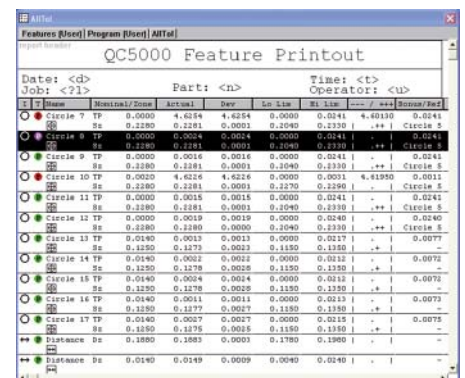 AllTol
Features [User] Program [User] AllTol
report header
QC5000 Feature Printout
Date: <d> Time: <t>
Job: <?1> Part: <n> Operator: <u>
T Name Nominal/Zone Actual Dev Lo Lim Hi Lim --- / +++ Bonus/Ref
Circle 7 TP 0.0000 4.6254 4.6254 0.0000 0.0241 4.60130 0.0241
Sz 0.2280 0.2281 0.0001 0.2040 0.2330 | .++ | Circle 5
Circle 8 TP 0.0000 0.0024 0.0024 0.0000 0.0241 | . | 0.0241
Sz 0.2280 0.2281 0.0001 0.2040 0.2330 | .++ | Circle 5
Circle 9 TP 0.0000 0.0016 0.0016 0.0000 0.0241 | . | 0.0241
Sz 0.2280 0.2281 0.0001 0.2040 0.2330 | .++ | Circle 5
Circle 10 TP 0.0020 4.6226 4.6226 0.0000 0.0031 4.61950 0.0011
Sz 0.2280 0.2281 0.0001 0.2270 0.2290 | . | Circle 5
Circle 11 TP 0.0000 0.0015 0.0015 0.0000 0.0241 | . | 0.0241
Sz 0.2280 0.2281 0.0001 0.2040 0.2330 | .++ | Circle 5
Circle 12 TP 0.0000 0.0019 0.0019 0.0000 0.0240 | . | 0.0240
Sz 0.2280 0.2280 0.0000 0.2040 0.2330 | .++ | Circle 5
Circle 13 TP 0.0140 0.0013 0.0013 0.0000 0.0217 | . | 0.0077
Sz 0.1250 0.1273 0.0023 0.1150 0.1350 | .+ | -
Circle 14 TP 0.0140 0.0022 0.0022 0.0000 0.0212 | . | 0.0072
Sz 0.1250 0.1278 0.0028 0.1150 0.1350 | .+ | -
Circle 15 TP 0.0140 0.0024 0.0024 0.0000 0.0212 | . | 0.0072
Sz 0.1250 0.1278 0.0028 0.1150 0.1350 | .+ | -
Circle 16 TP 0.0140 0.0011 0.0011 0.0000 0.0213 | . | 0.0073
Sz 0.1250 0.1277 0.0027 0.1150 0.1350 | .+ | -
Circle 17 TP 0.0140 0.0027 0.0027 0.0000 0.0215 | . | 0.0075
Sz 0.1250 0.1275 0.0025 0.1150 0.1350 | .+ | -
Distance Dz 0.1880 0.1883 0.0003 0.1780 0.1980 | . | -
Distance Dz 0.0140 0.0149 0.0009 0.0040 0.0240 | . | -